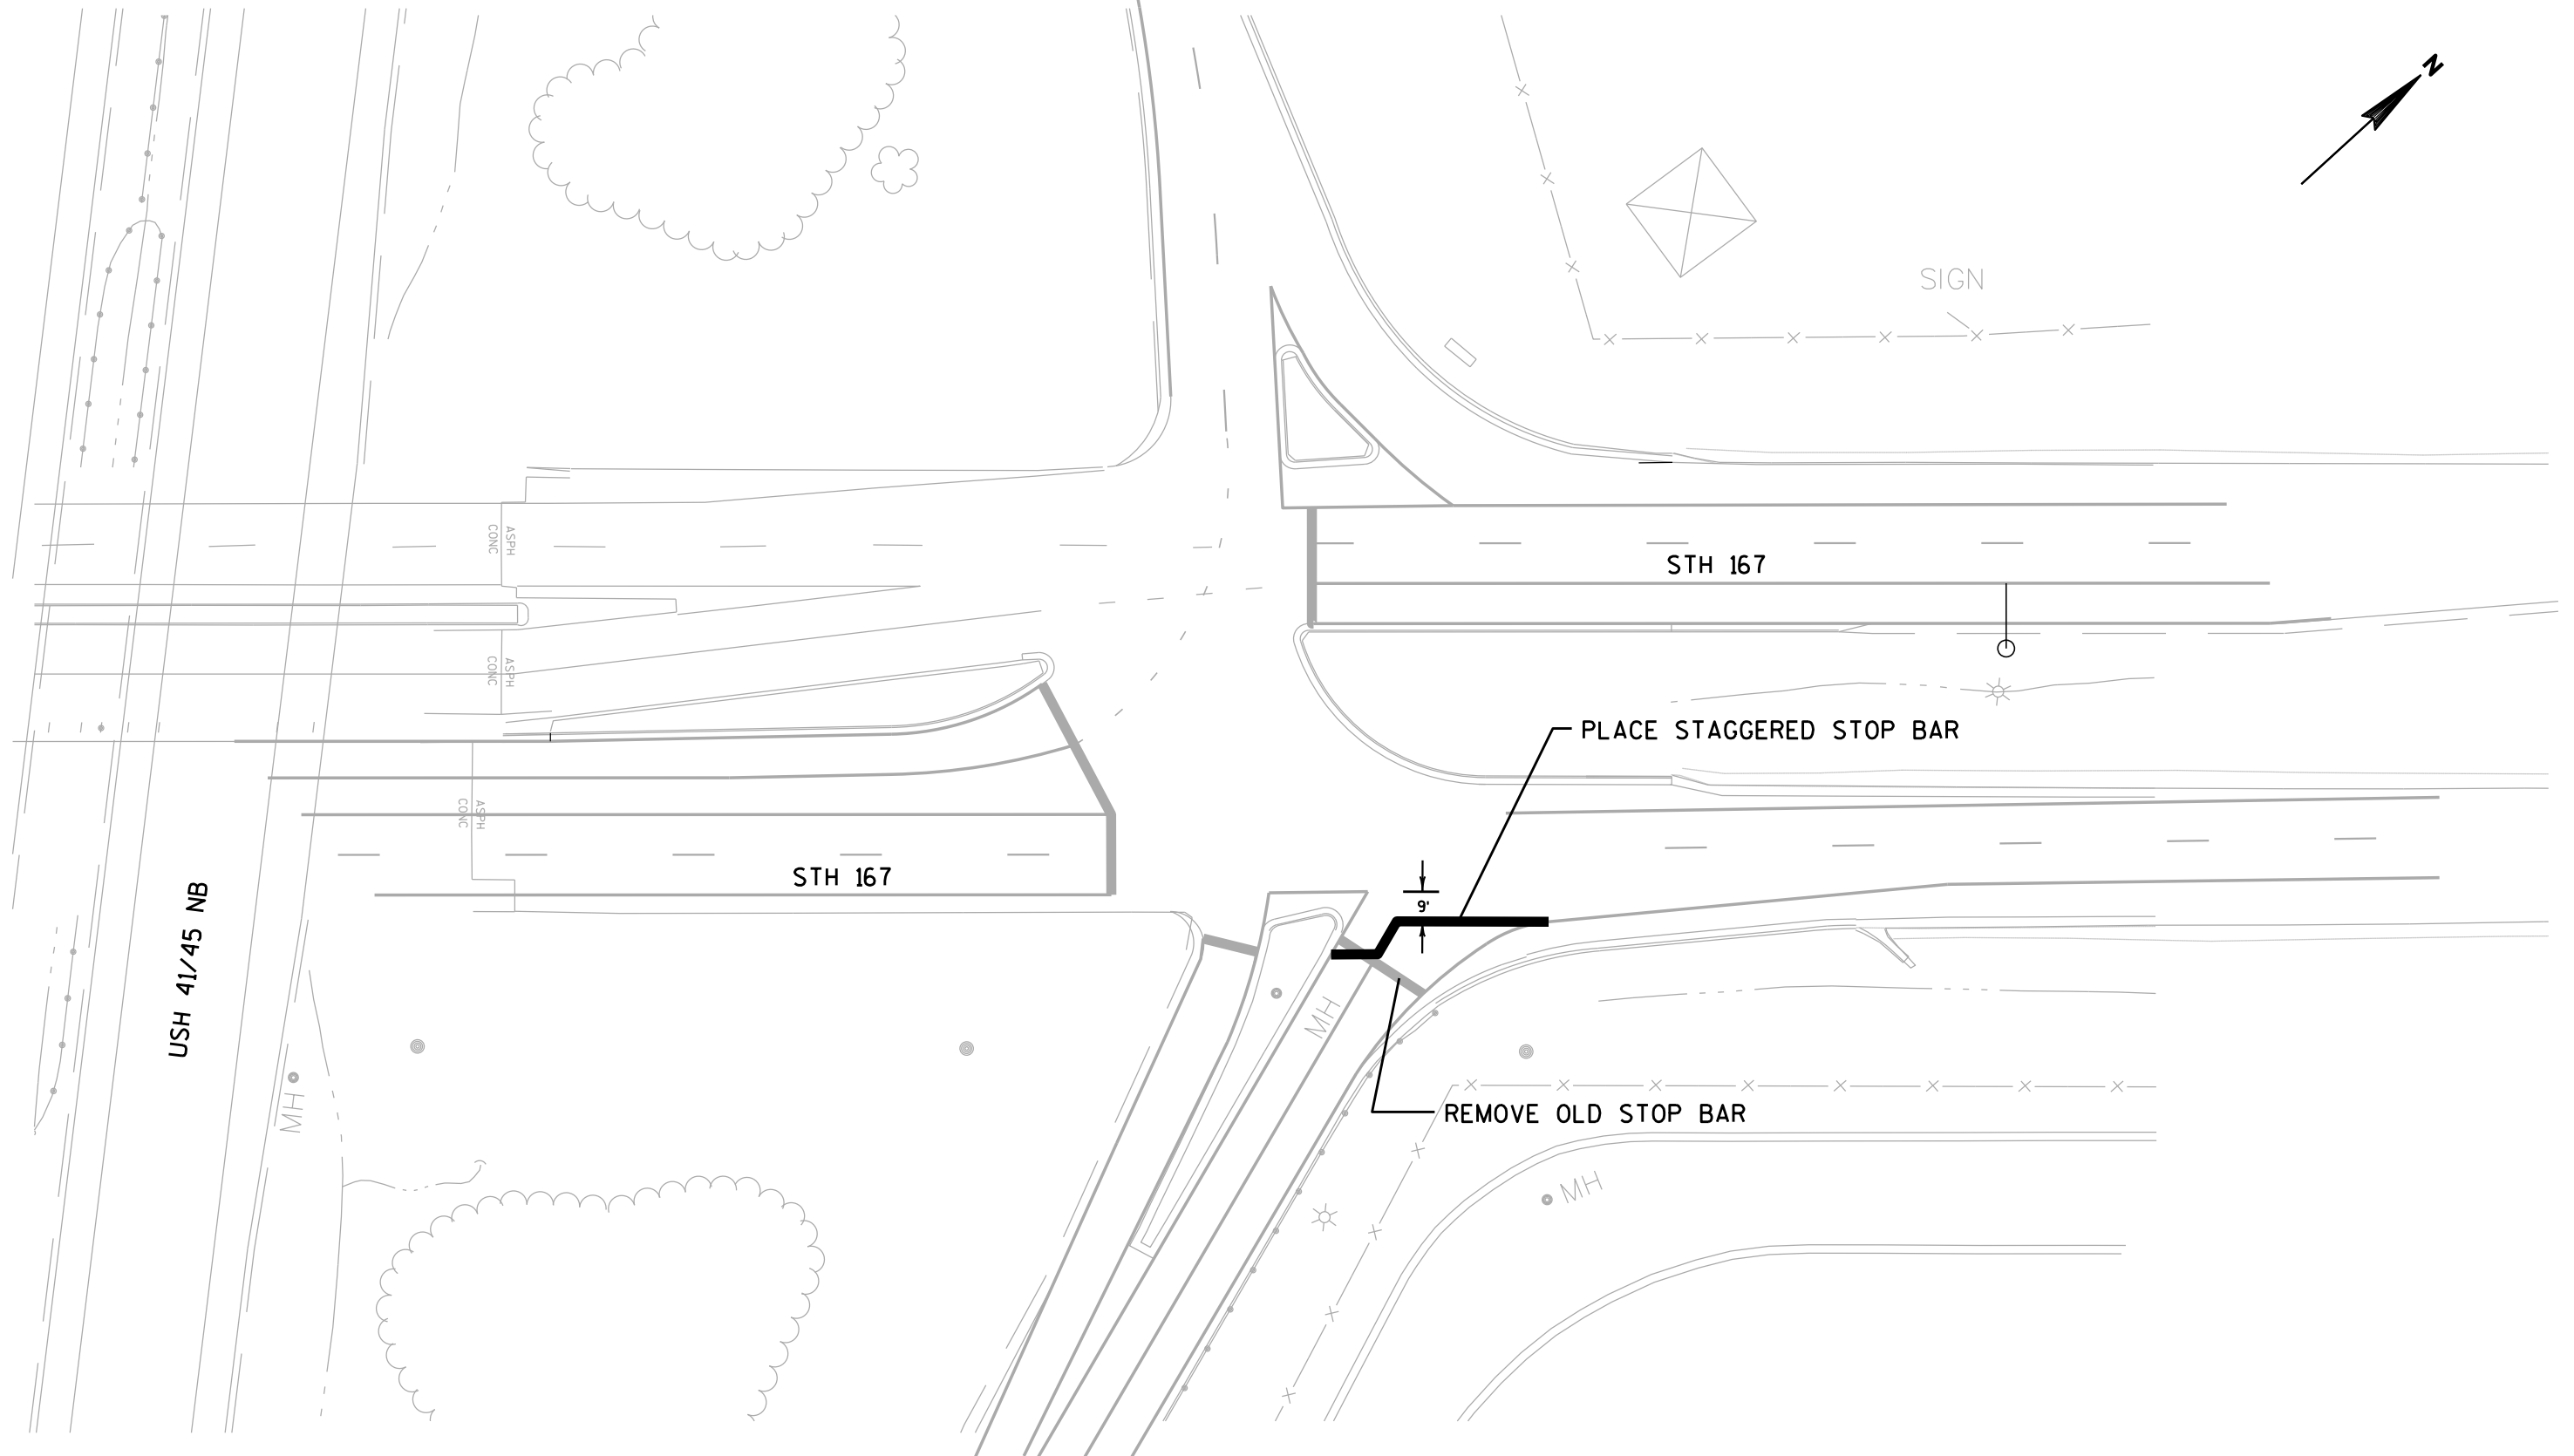 N
SIGN
ASPH
CONC
STH 167
ASPH
CONC
PLACE STAGGERED STOP BAR
ASPH
CONC
STH 167
9'
USH 41/45 NB
MH
MH
REMOVE OLD STOP BAR
MH